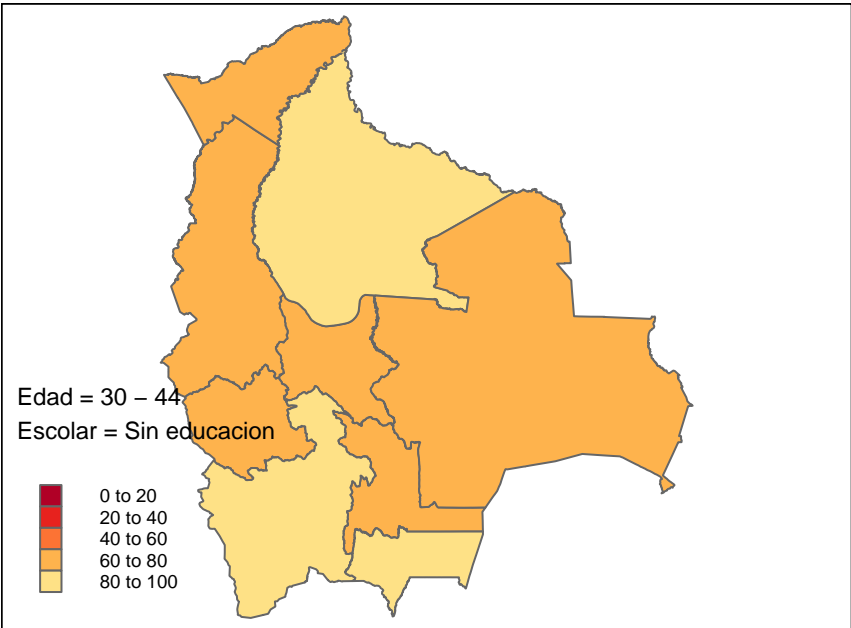 Edad = 30 − 44
Escolar = Sin educacion
0 to 20
20 to 40
40 to 60
60 to 80
80 to 100